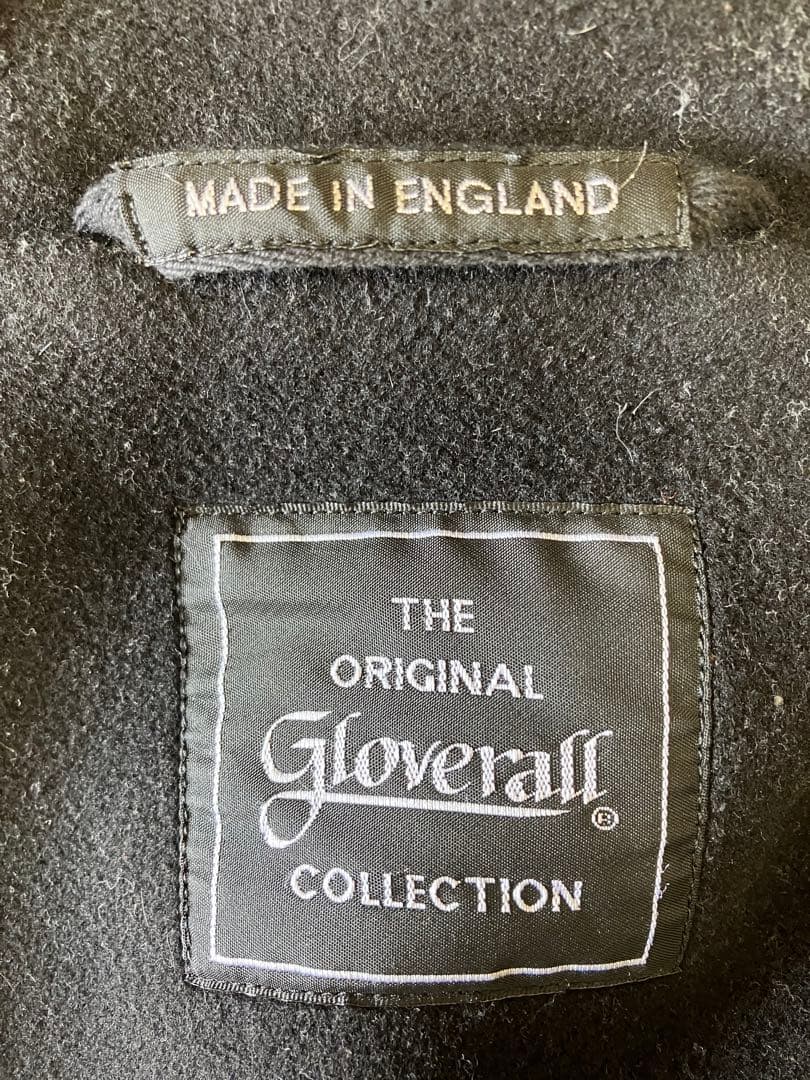 MADE IN ENGLAND
THE
ORIGINAL
Gloverall®
COLLECTION